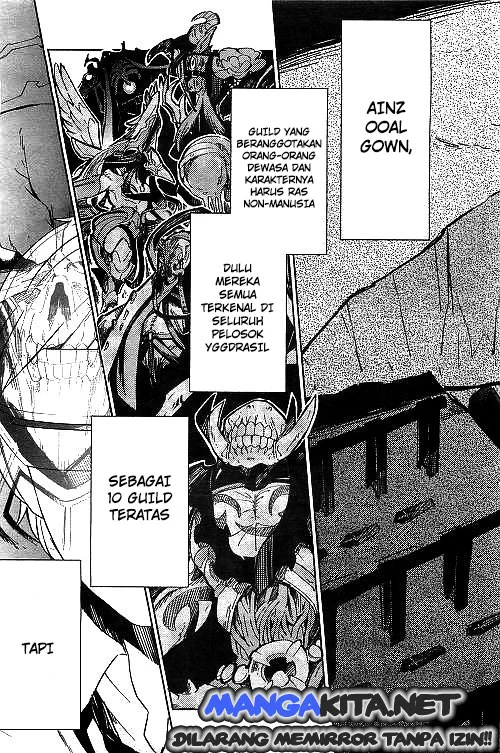 AINZ
OOAL
GOWN,
GUILD YANG
BERANGGOTAKAN
ORANG-ORANG
DEWASA DAN
KARAKTERNYA
HARUS RAS
NON-MANUSIA
DULU
MEREKA
SEMUA
TERKENAL DI
SELURUH
PELOSOK
YGGDRASIL
SEBAGAI
10 GUILD
TERATAS
TAPI
MANGAKITA.NET
DILARANG MEMIRROR TANPA IZIN!!